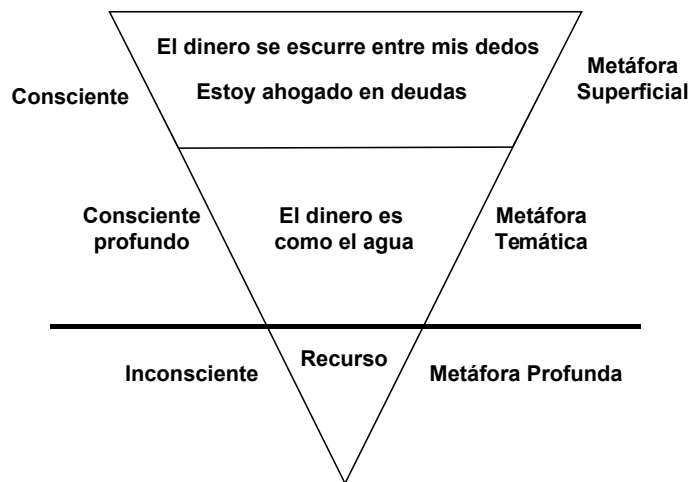 El dinero se escurre entre mis dedos
Estoy ahogado en deudas
Consciente
Metáfora
Superficial
Consciente
profundo
El dinero es
como el agua
Metáfora
Temática
Inconsciente
Recurso
Metáfora Profunda